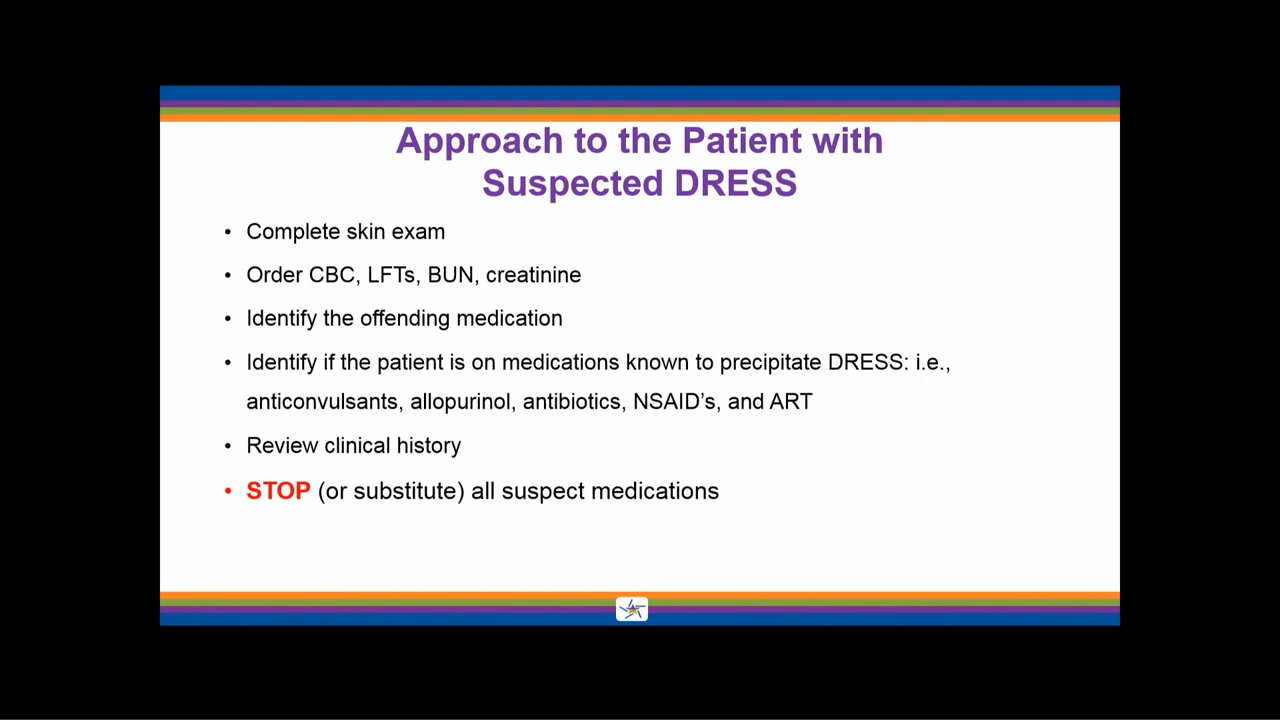 Approach to the Patient with
Suspected DRESS
• Complete skin exam
• Order CBC, LFTs, BUN, creatinine
• Identify the offending medication
• Identify if the patient is on medications known to precipitate DRESS: i.e.,
anticonvulsants, allopurinol, antibiotics, NSAID’s, and ART
• Review clinical history
• STOP (or substitute) all suspect medications